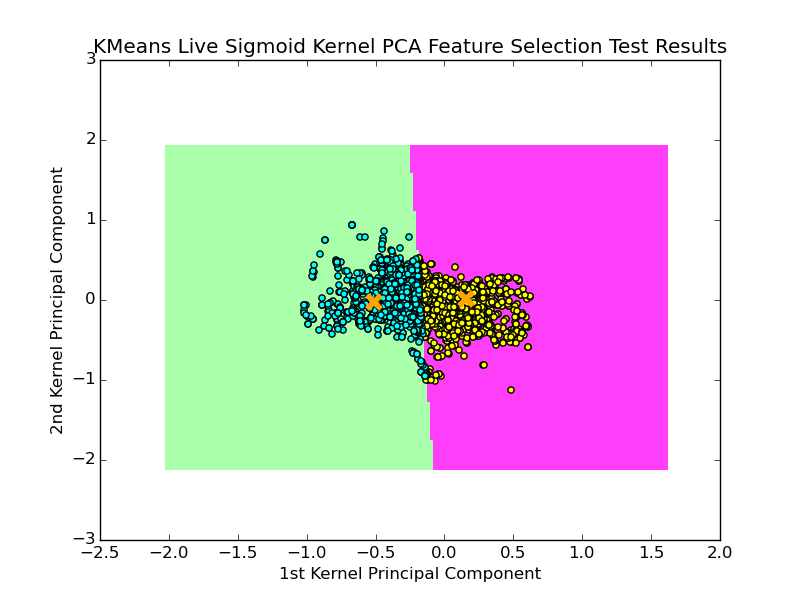 KMeans Live Sigmoid Kernel PCA Feature Selection Test Results
3
2
1
0
−1
−2
−3
2nd Kernel Principal Component
−2.5 −2.0 −1.5 −1.0 −0.5 0.0 0.5 1.0 1.5 2.0
1st Kernel Principal Component